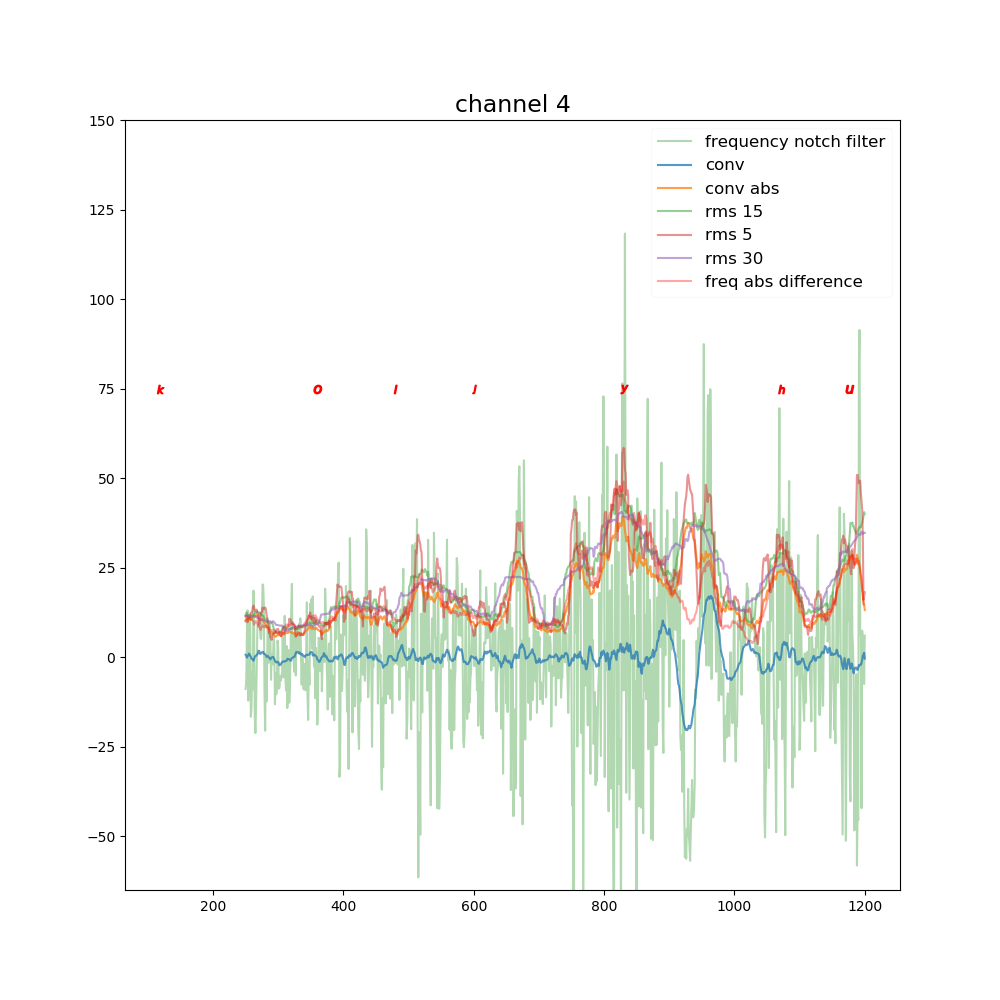 channel 4
150
frequency notch filter
conv
conv abs
rms 15
rms 5
rms 30
freq abs difference
125
100
75
k o l j y h u
50
25
0
−25
−50
200 400 600 800 1000 1200